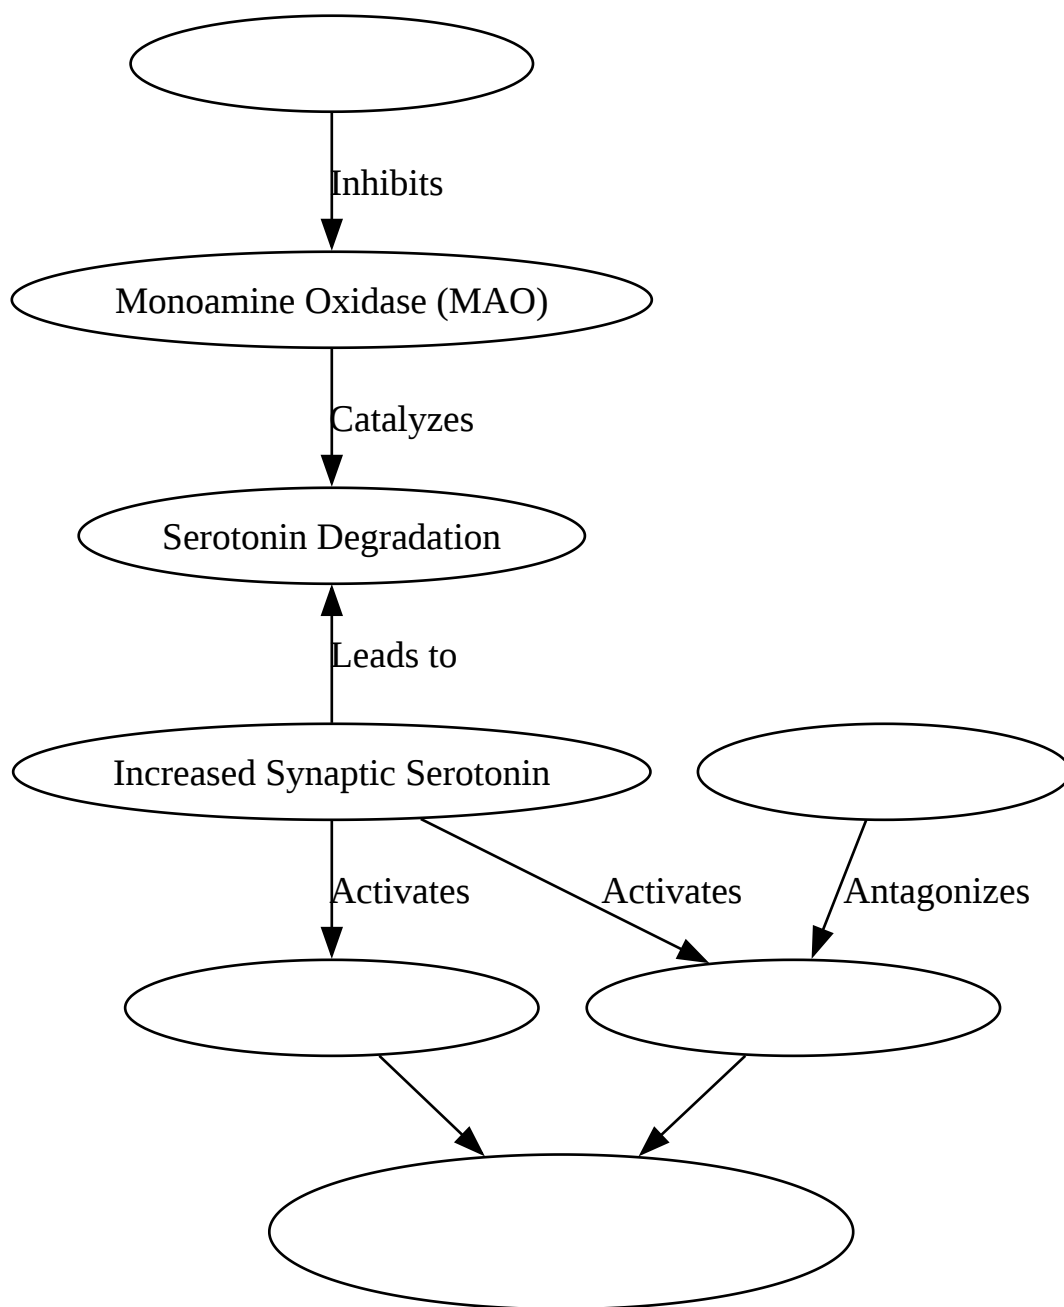 Inhibits
Monoamine Oxidase (MAO)
Catalyzes
Serotonin Degradation
Leads to
Increased Synaptic Serotonin
Activates
Activates
Antagonizes